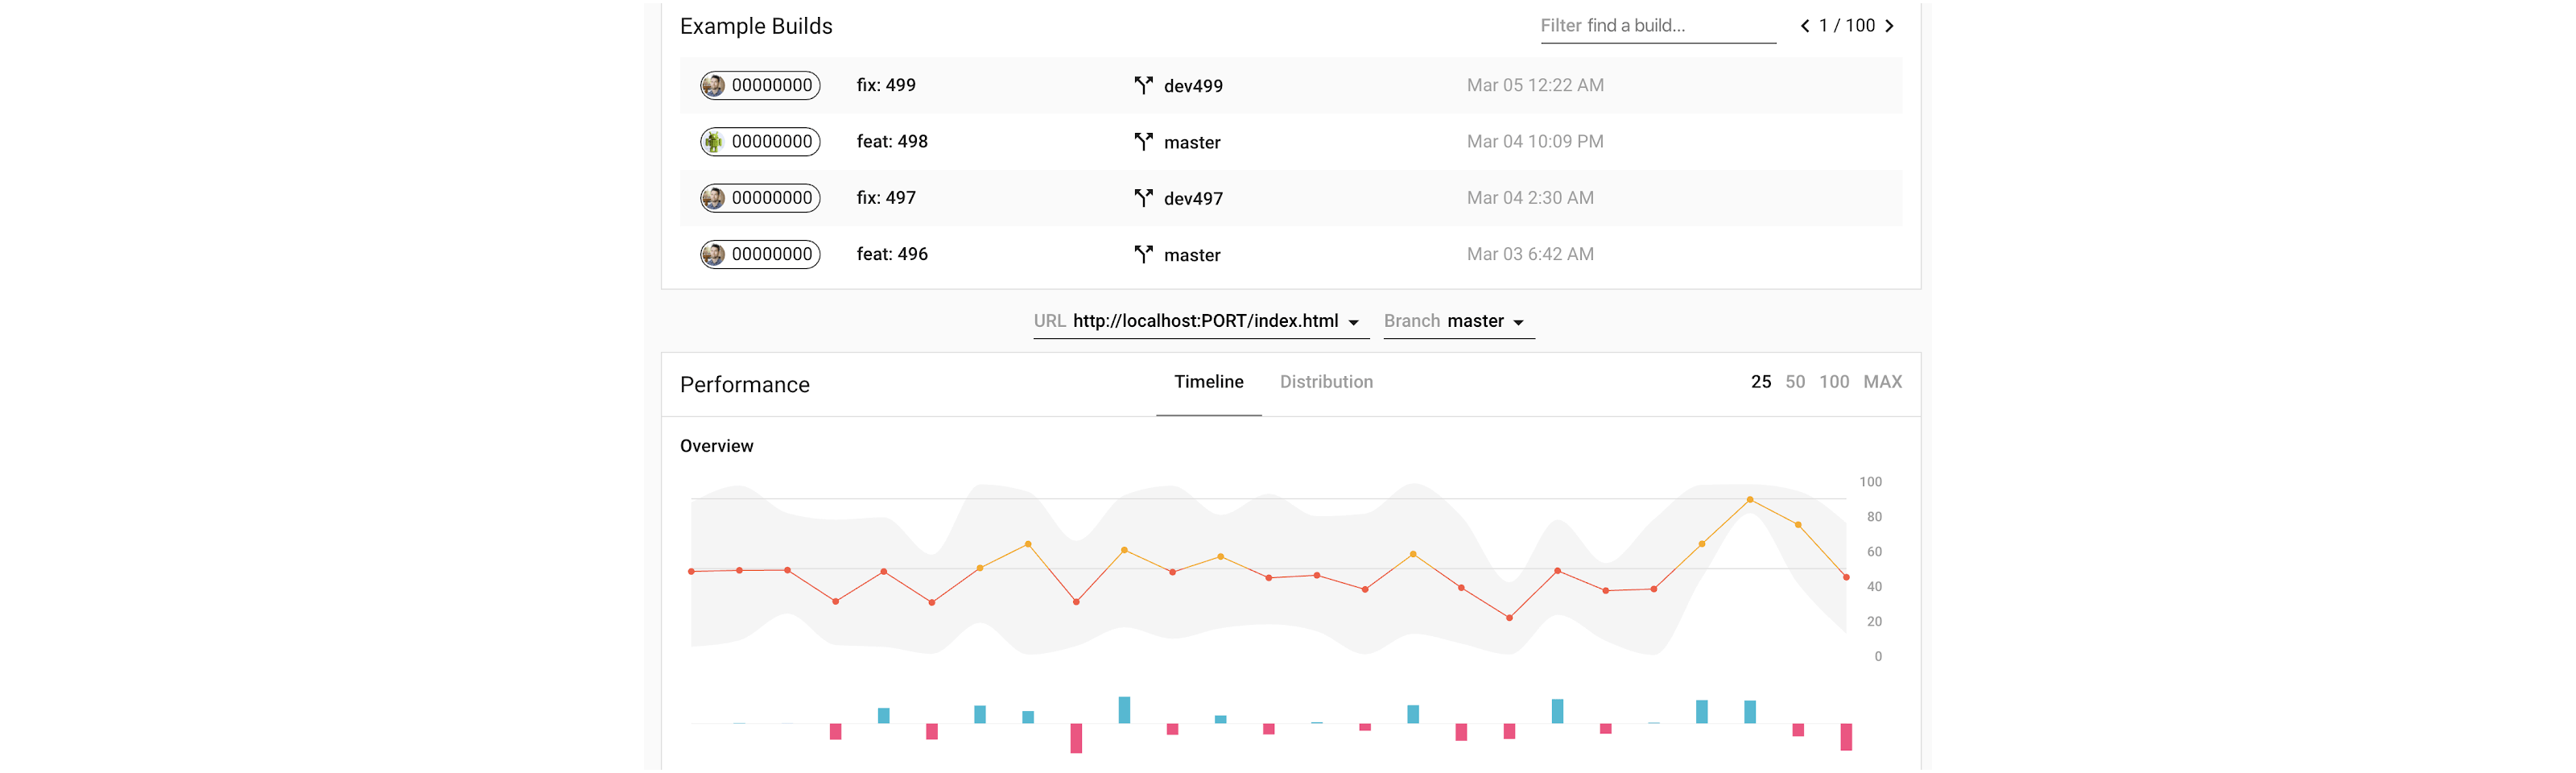 Example Builds Filter find a build... 1 / 100
00000000 fix: 499 dev499 Mar 05 12:22 AM
00000000 feat: 498 master Mar 04 10:09 PM
00000000 fix: 497 dev497 Mar 04 2:30 AM
00000000 feat: 496 master Mar 03 6:42 AM
URL http://localhost:PORT/index.html Branch master
Performance Timeline Distribution 25 50 100 MAX
Overview
100
80
60
40
20
0